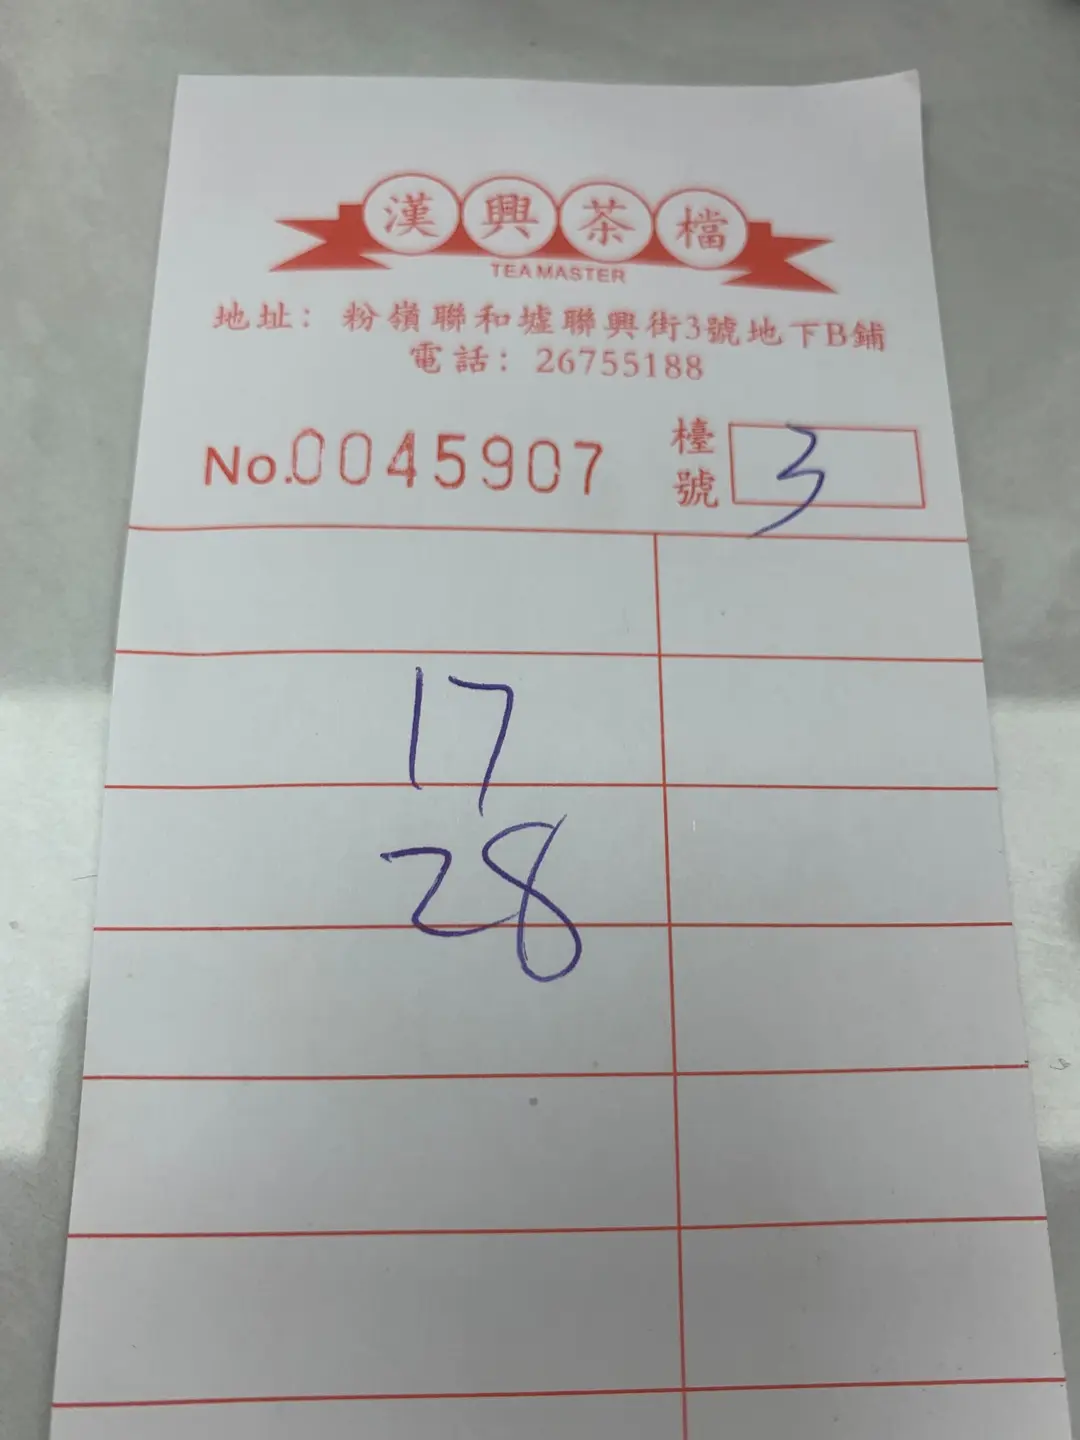 漢興茶檔
TEA MASTER
地址：粉嶺聯和墟聯興街3號地下B鋪
電話：26755188
No.0045907 檯號 3
17
28